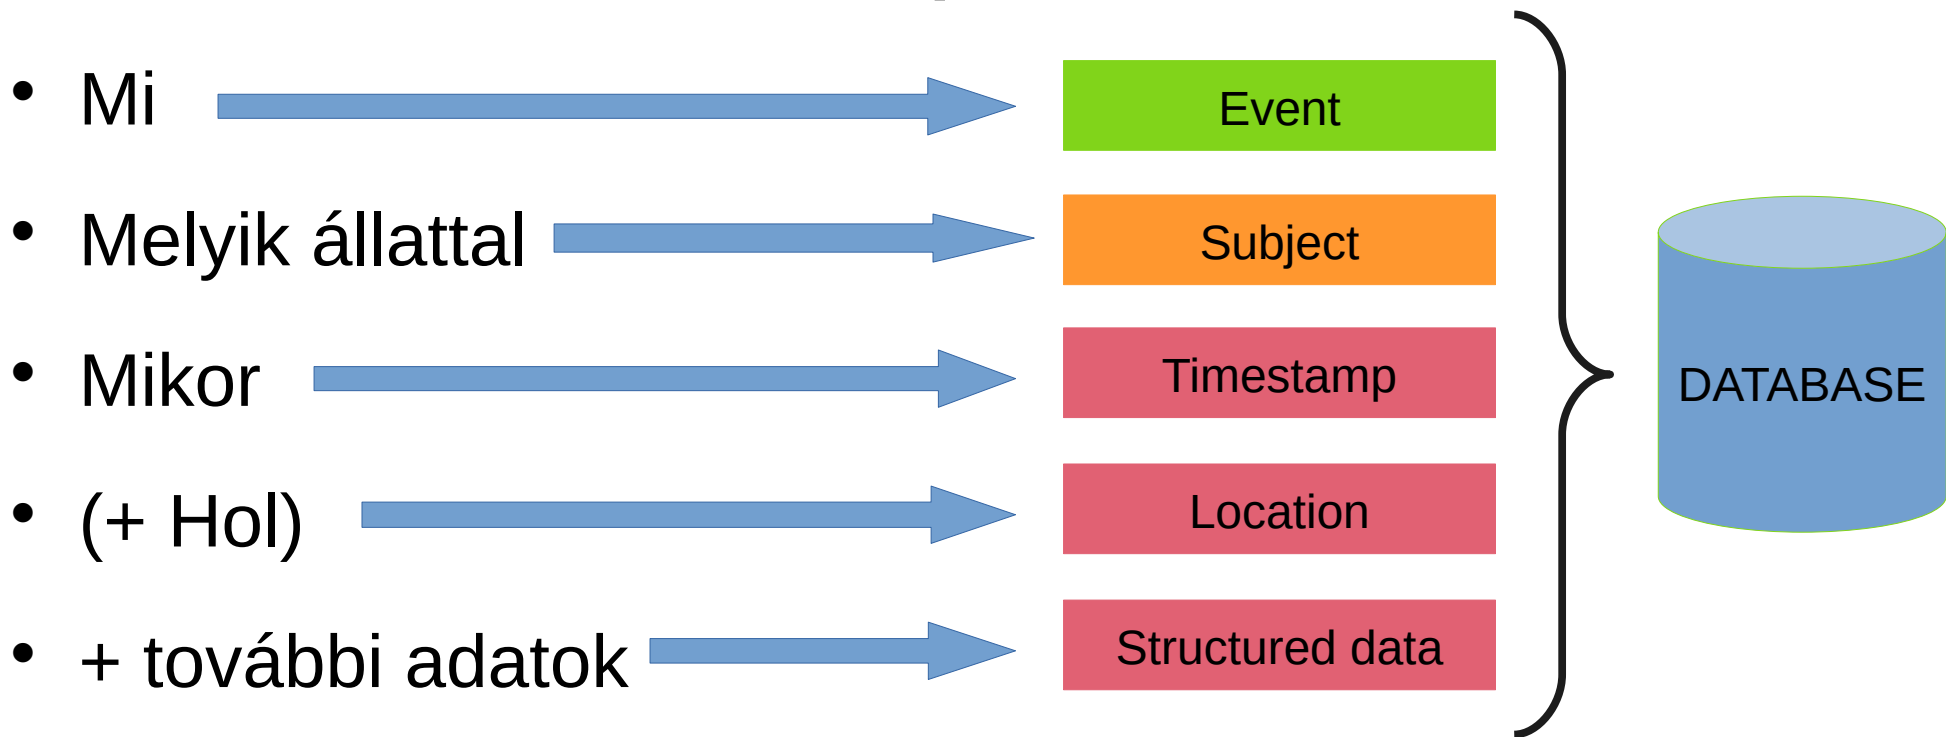 • Mi
Event
• Melyik állattal
Subject
• Mikor
Timestamp
• (+ Hol)
Location
• + további adatok
Structured data
DATABASE